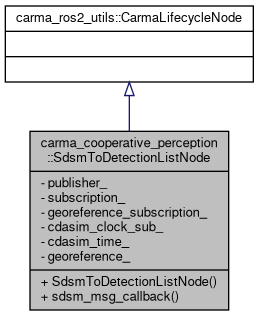 carma_ros2_utils::CarmaLifecycleNode
carma_cooperative_perception
::SdsmToDetectionListNode
- publisher_
- subscription_
- georeference_subscription_
- cdasim_clock_sub_
- cdasim_time_
- georeference_
+ SdsmToDetectionListNode()
+ sdsm_msg_callback()